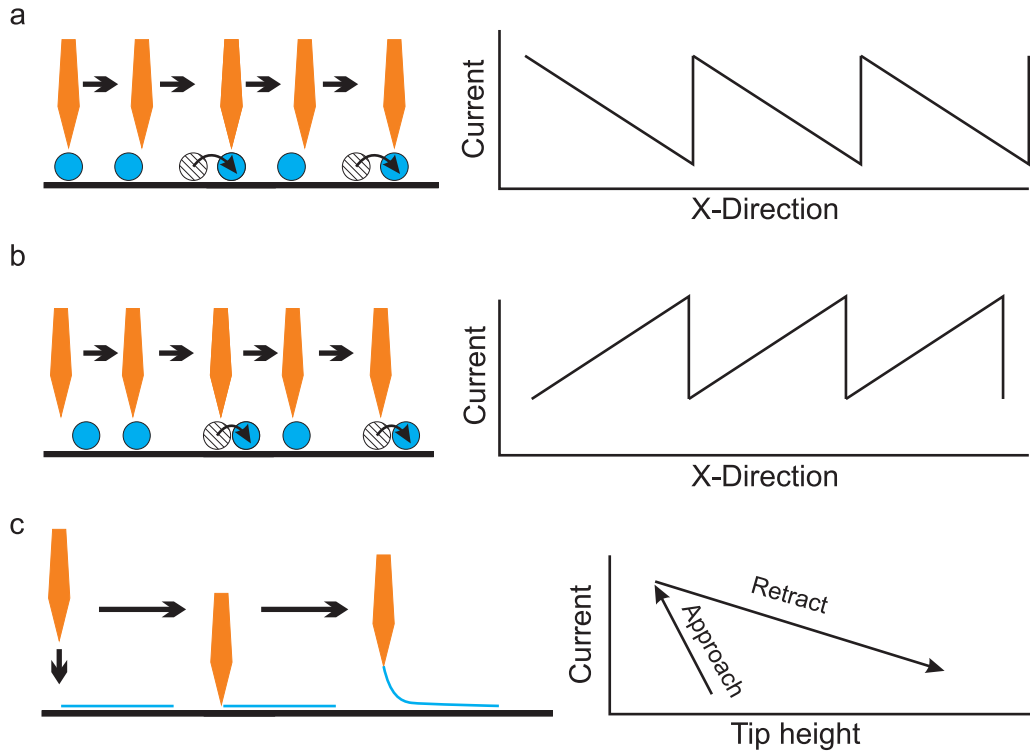 a
Current
X-Direction
b
Current
X-Direction
c
Current
Retract
Approach
Tip height